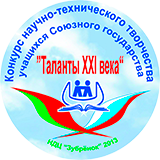 Конкурс научно-технического творчества
учащихся Союзного государства
"Таланты XXI века"
НДЦ "Зубрёнок" 2013